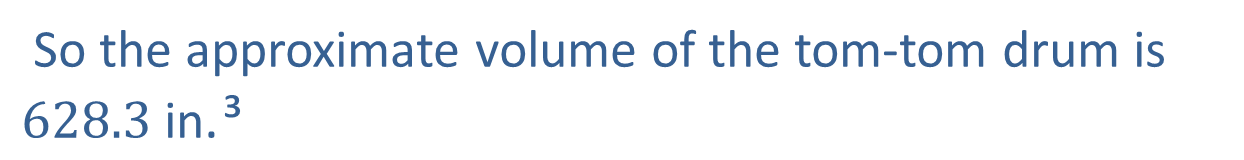 So the approximate volume of the tom-tom drum is
628.3 in.³